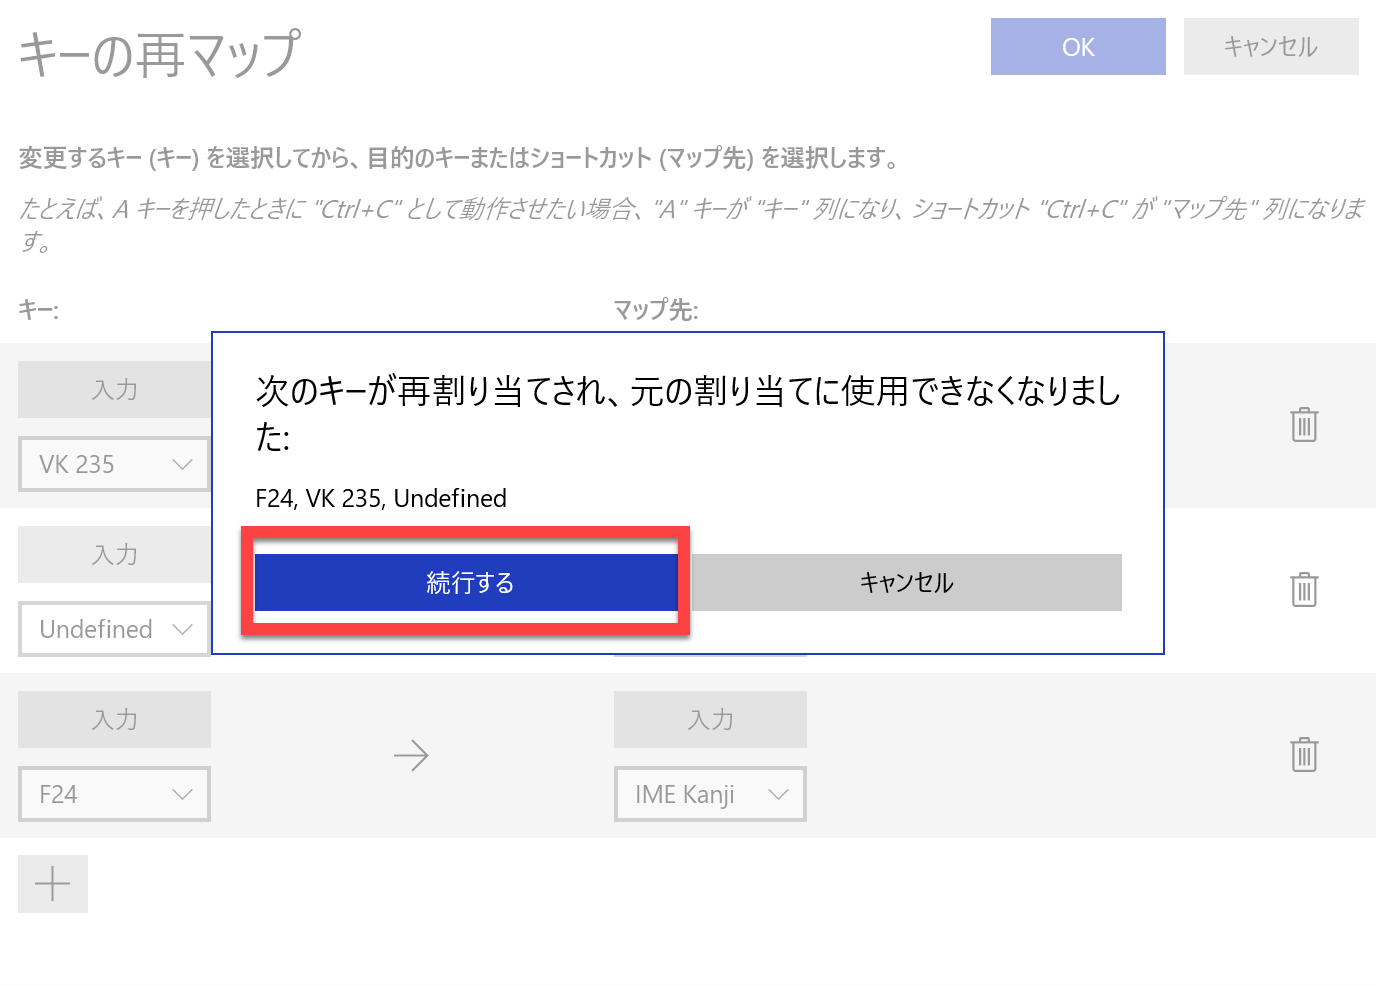 キーの再マップ
OK
キャンセル
変更するキー (キー) を選択してから、目的のキーまたはショートカット (マップ先) を選択します。
たとえば、A キーを押したときに "Ctrl+C" として動作させたい場合、"A" キーが "キー" 列になり、ショートカット "Ctrl+C" が "マップ先" 列になりま
す。
キー:
マップ先:
入力
VK 235
次のキーが再割り当てされ、元の割り当てに使用できなくなりまし
た:
F24, VK 235, Undefined
続行する
キャンセル
入力
Undefined
入力
F24
入力
IME Kanji